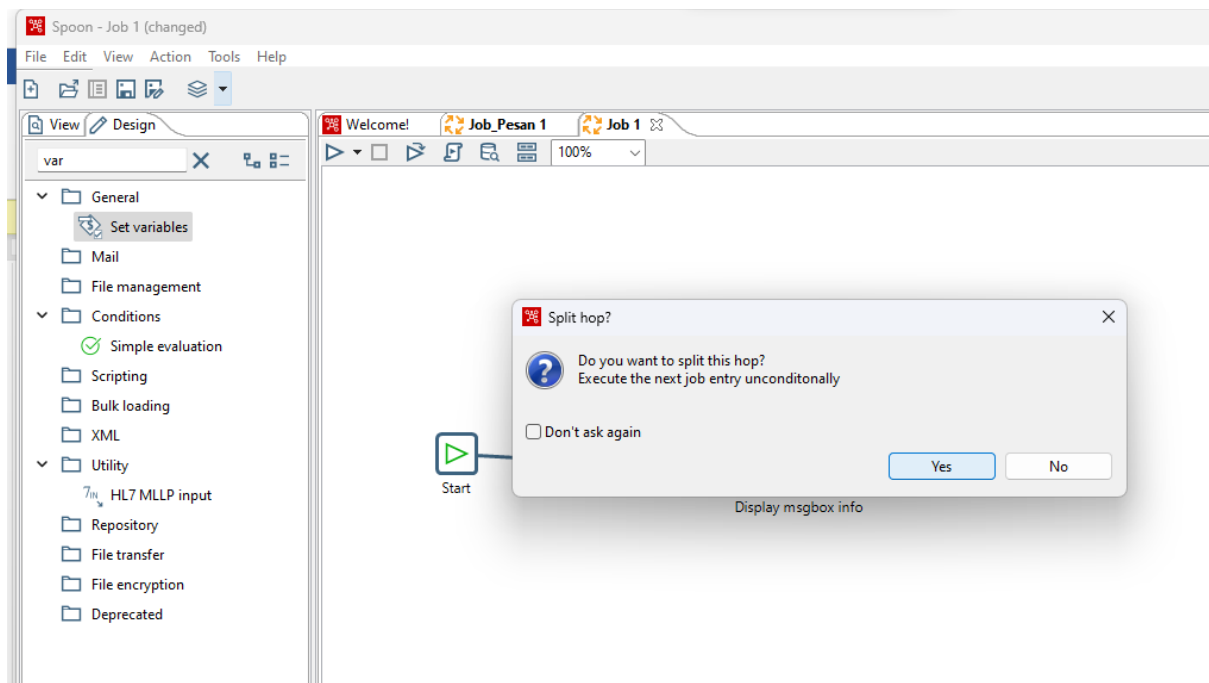 Spoon - Job 1 (changed)
File Edit View Action Tools Help
View Design
Welcome! Job_Pesan 1 Job 1
var
100%
General
Set variables
Mail
File management
Conditions
Simple evaluation
Scripting
Bulk loading
XML
Utility
7IN HL7 MLLP input
Repository
File transfer
File encryption
Deprecated
Start
Split hop?
Do you want to split this hop?
Execute the next job entry unconditonally
Don't ask again
Yes No
Display msgbox info